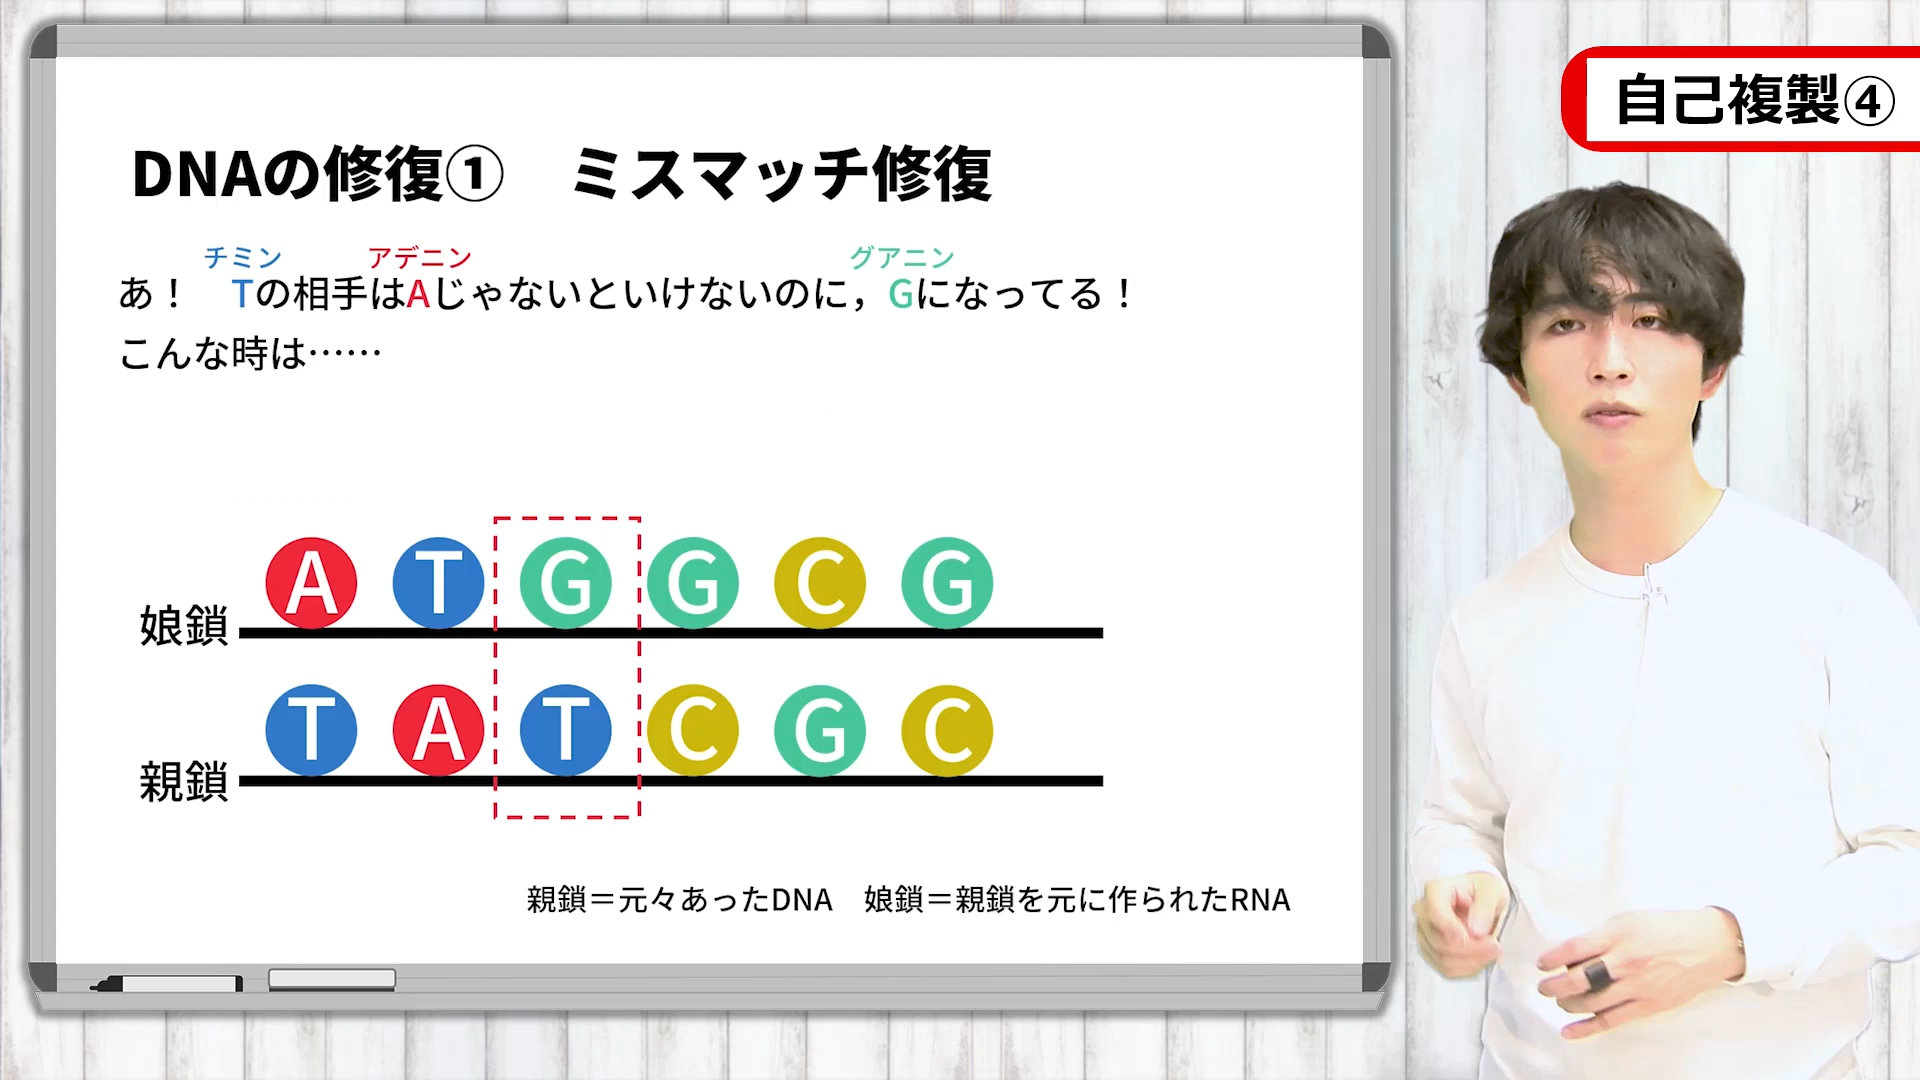 自己複製④
DNAの修復① ミスマッチ修復
チミン アデニン グアニン
あ！ Tの相手はAじゃないといけないのに，Gになってる！
こんな時は……
A T G G C G
娘鎖
T A T C G C
親鎖
親鎖＝元々あったDNA 娘鎖＝親鎖を元に作られたRNA